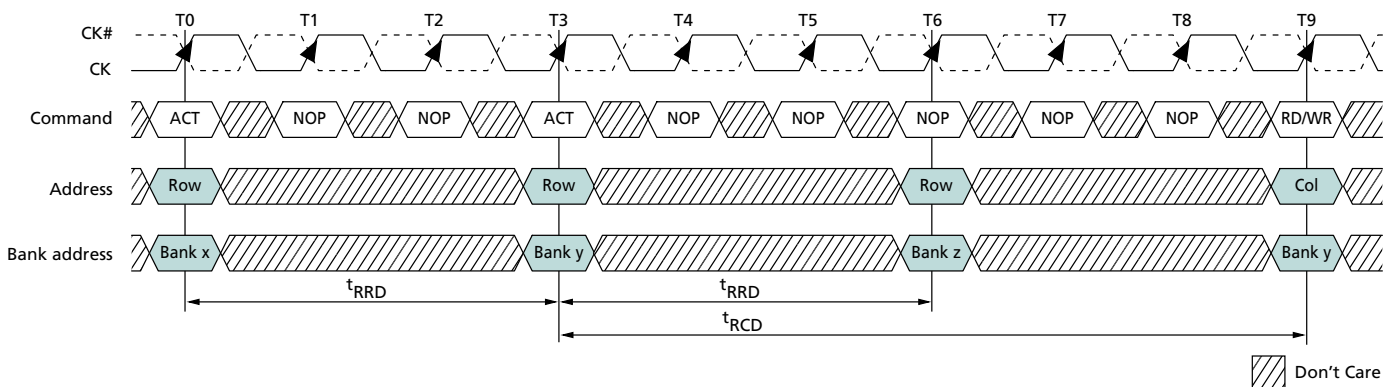 T0 T1 T2 T3 T4 T5 T6 T7 T8 T9
CK#
CK
Command ACT NOP NOP ACT NOP NOP NOP NOP NOP RD/WR
Address Row Row Row Col
Bank address Bank x Bank y Bank z Bank y
tRRD tRRD
tRCD
Don't Care